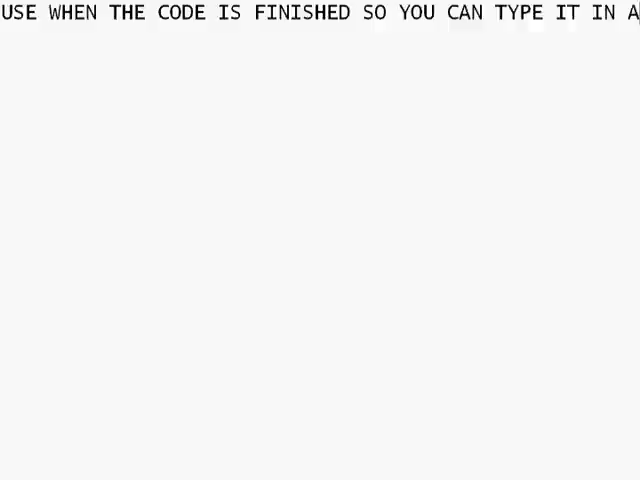 USE WHEN THE CODE IS FINISHED SO YOU CAN TYPE IT IN A